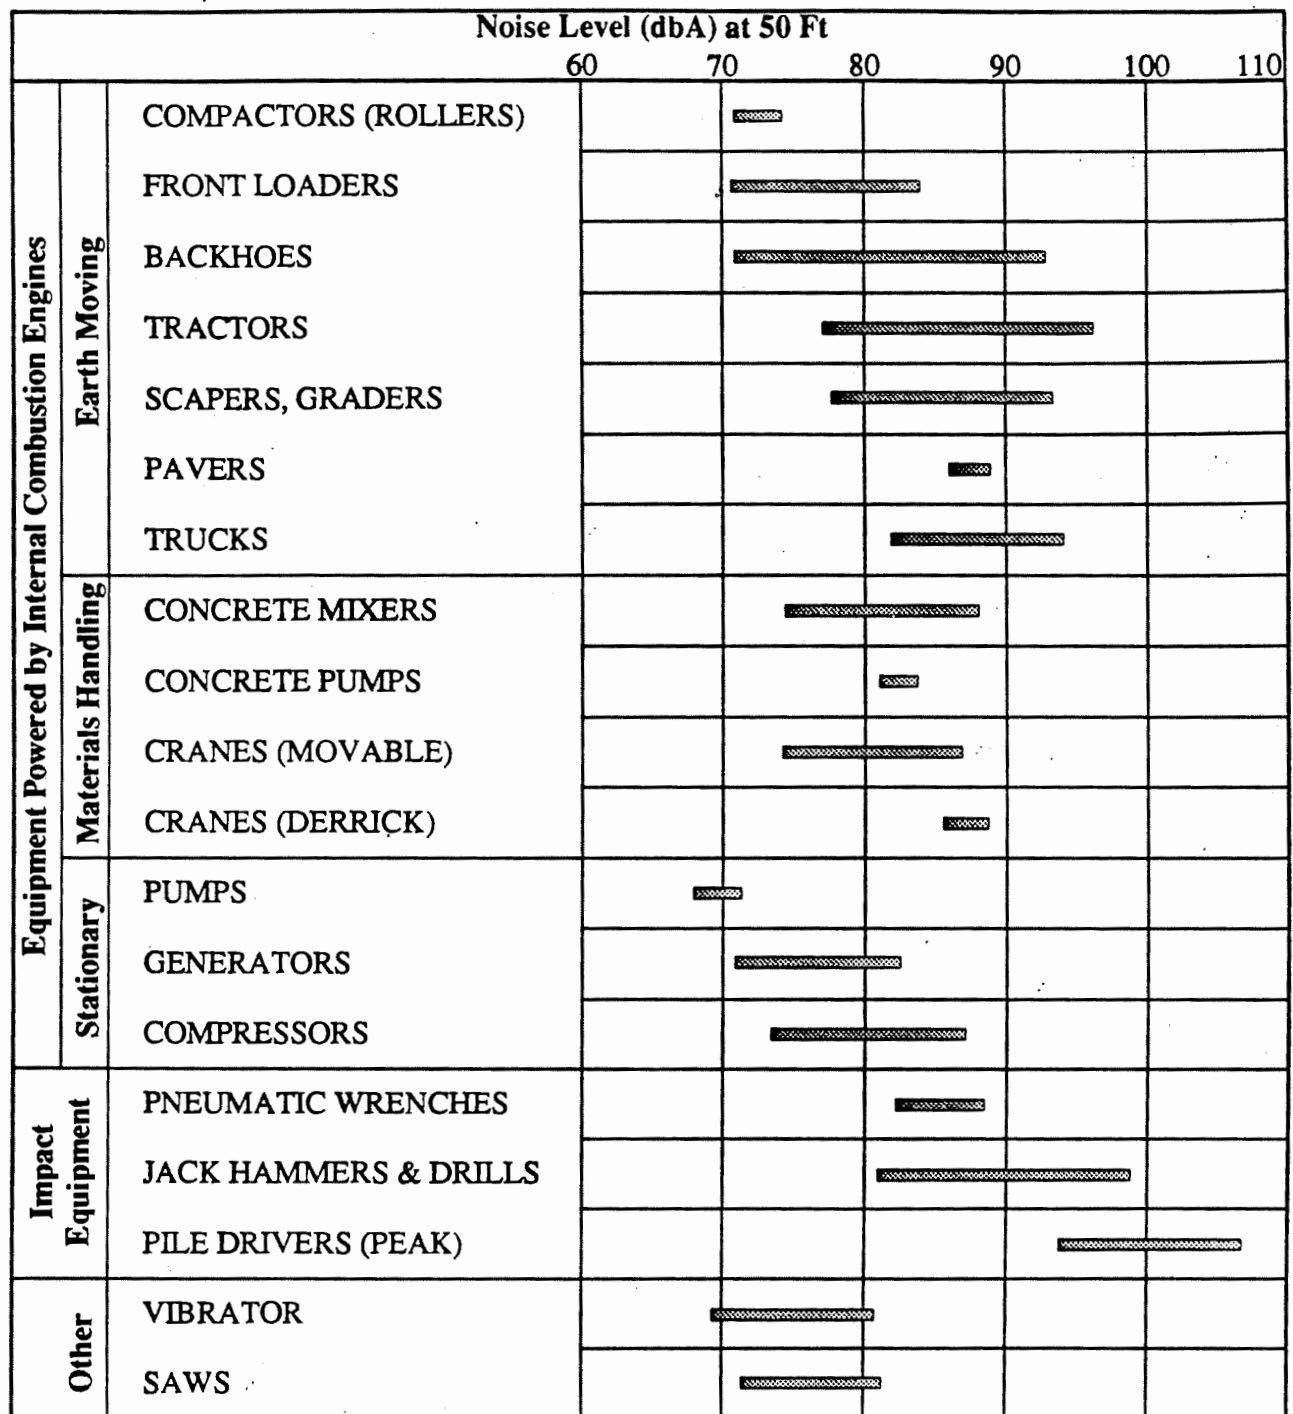 Noise Level (dbA) at 50 Ft
60 70 80 90 100 110
Equipment Powered by Internal Combustion Engines
Earth Moving
COMPACTORS (ROLLERS)
FRONT LOADERS
BACKHOES
TRACTORS
SCAPERS, GRADERS
PAVERS
TRUCKS
Materials Handling
CONCRETE MIXERS
CONCRETE PUMPS
CRANES (MOVABLE)
CRANES (DERRICK)
Stationary
PUMPS
GENERATORS
COMPRESSORS
Impact
Equipment
PNEUMATIC WRENCHES
JACK HAMMERS & DRILLS
PILE DRIVERS (PEAK)
Other
VIBRATOR
SAWS